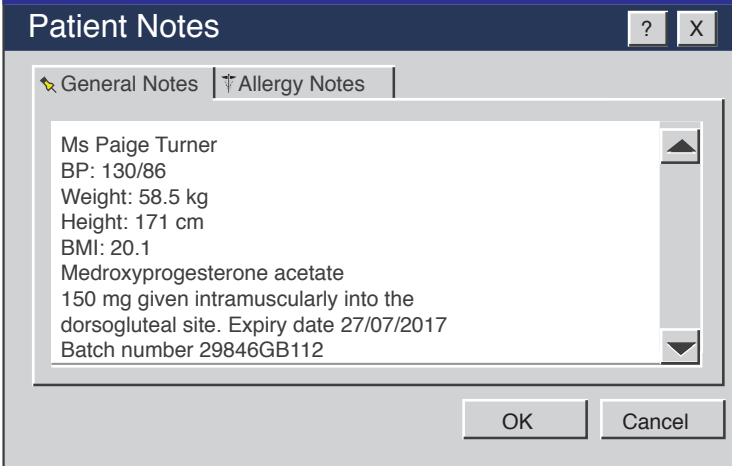 Patient Notes
? X
General Notes Allergy Notes
Ms Paige Turner
BP: 130/86
Weight: 58.5 kg
Height: 171 cm
BMI: 20.1
Medroxyprogesterone acetate
150 mg given intramuscularly into the
dorsogluteal site. Expiry date 27/07/2017
Batch number 29846GB112
OK Cancel